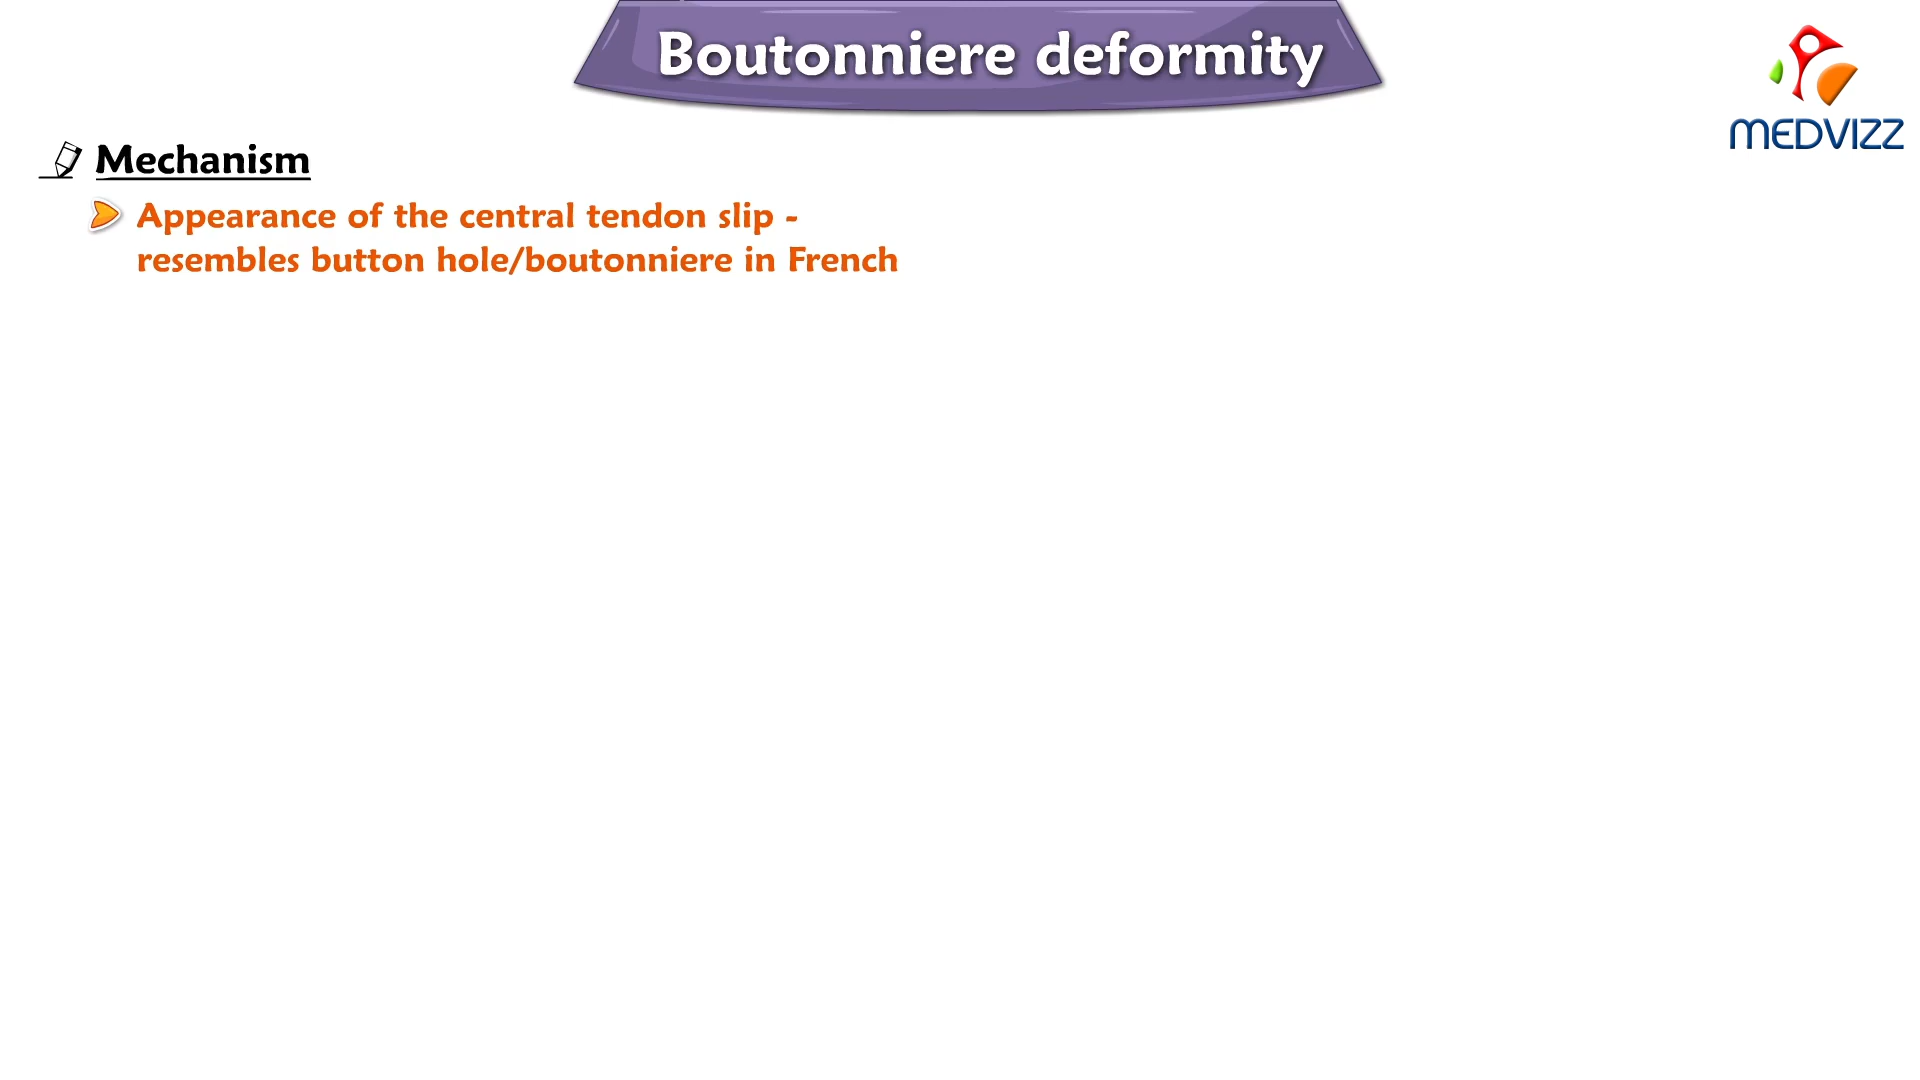 Boutonniere deformity
MEDVIZZ
Mechanism
Appearance of the central tendon slip -
resembles button hole/boutonniere in French